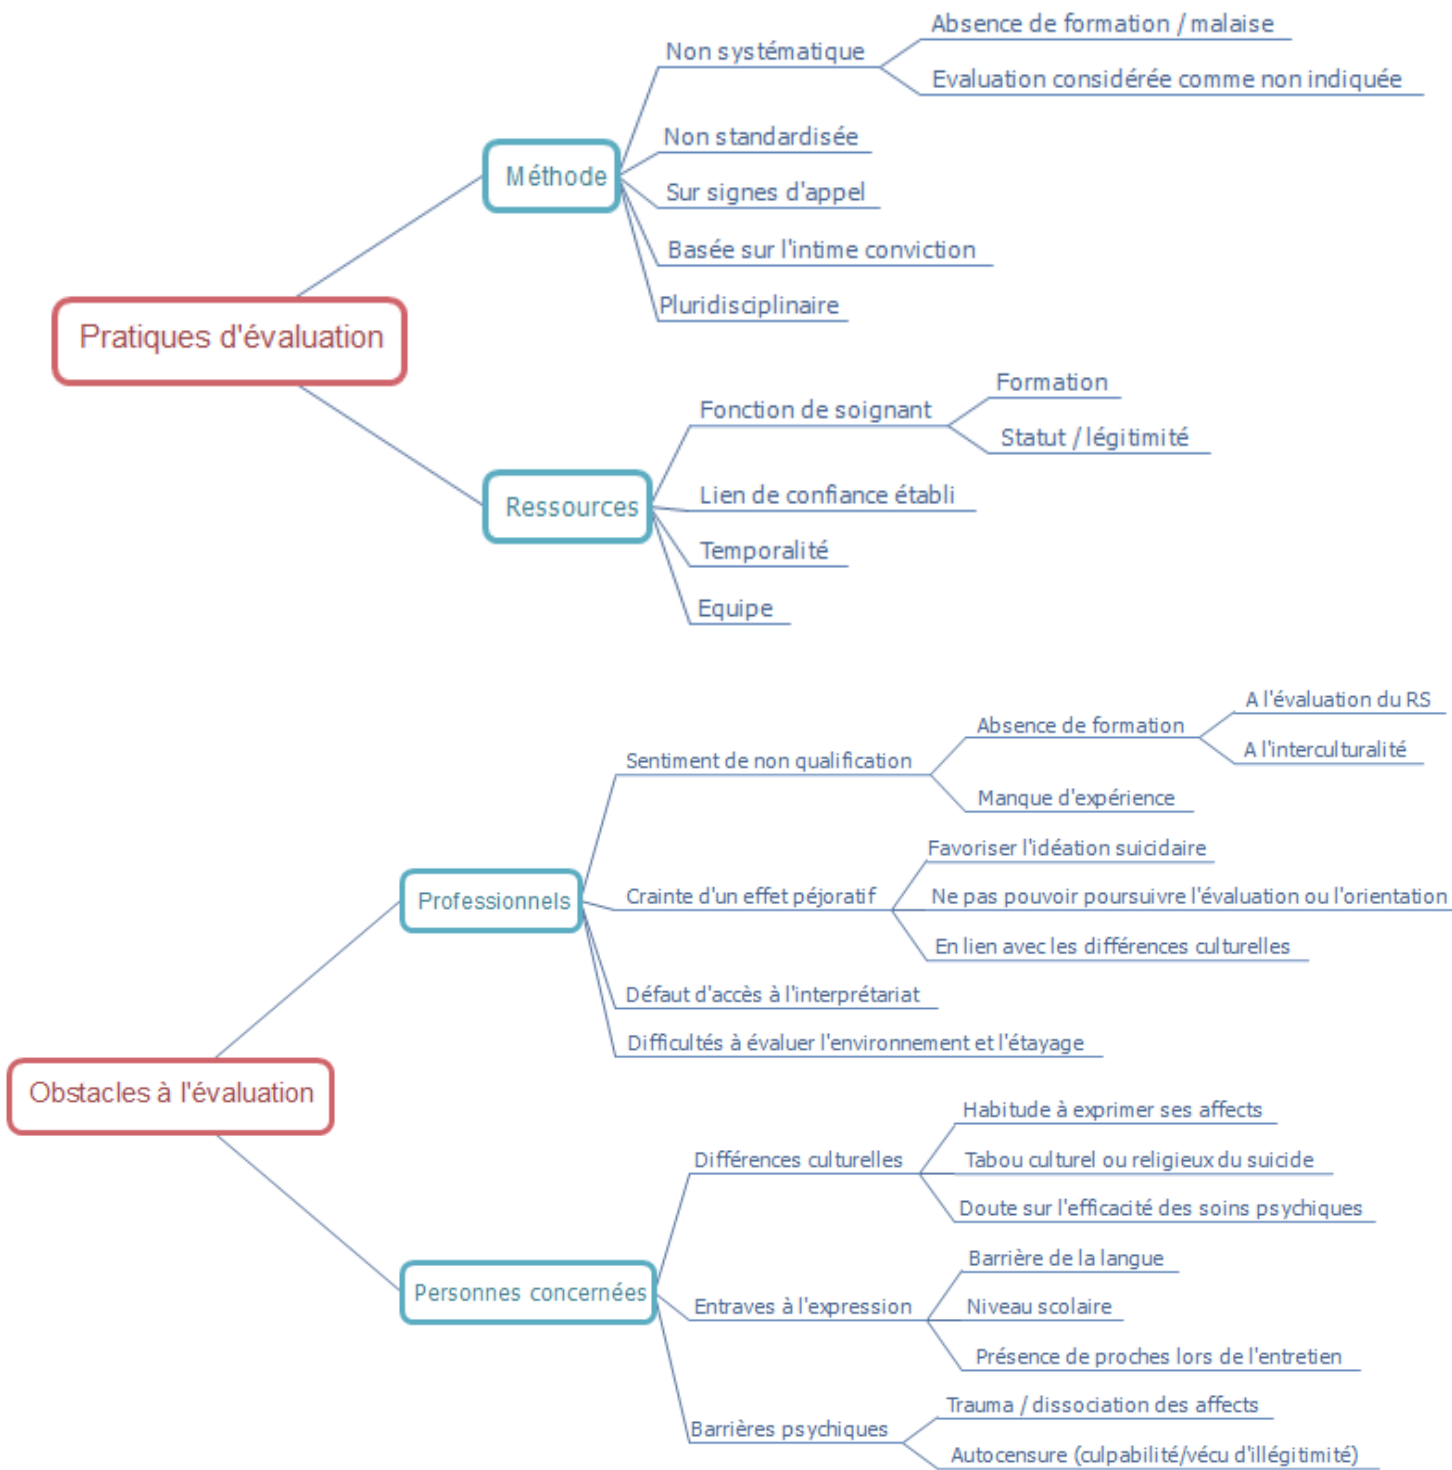 Pratiques d'évaluation
Méthode
Non systématique
Absence de formation / malaise
Evaluation considérée comme non indiquée
Non standardisée
Sur signes d'appel
Basée sur l'intime conviction
Pluridisciplinaire
Ressources
Fonction de soignant
Formation
Statut / légitimité
Lien de confiance établi
Temporalité
Equipe
Obstacles à l'évaluation
Professionnels
Sentiment de non qualification
Absence de formation
A l'évaluation du RS
A l'interculturalité
Manque d'expérience
Crainte d'un effet péjoratif
Favoriser l'idéation suicidaire
Ne pas pouvoir poursuivre l'évaluation ou l'orientation
En lien avec les différences culturelles
Défaut d'accès à l'interprétariat
Difficultés à évaluer l'environnement et l'étayage
Personnes concernées
Différences culturelles
Habitude à exprimer ses affects
Tabou culturel ou religieux du suicide
Doute sur l'efficacité des soins psychiques
Entraves à l'expression
Barrière de la langue
Niveau scolaire
Présence de proches lors de l'entretien
Barrières psychiques
Trauma / dissociation des affects
Autocensure (culpabilité/vécu d'illégitimité)